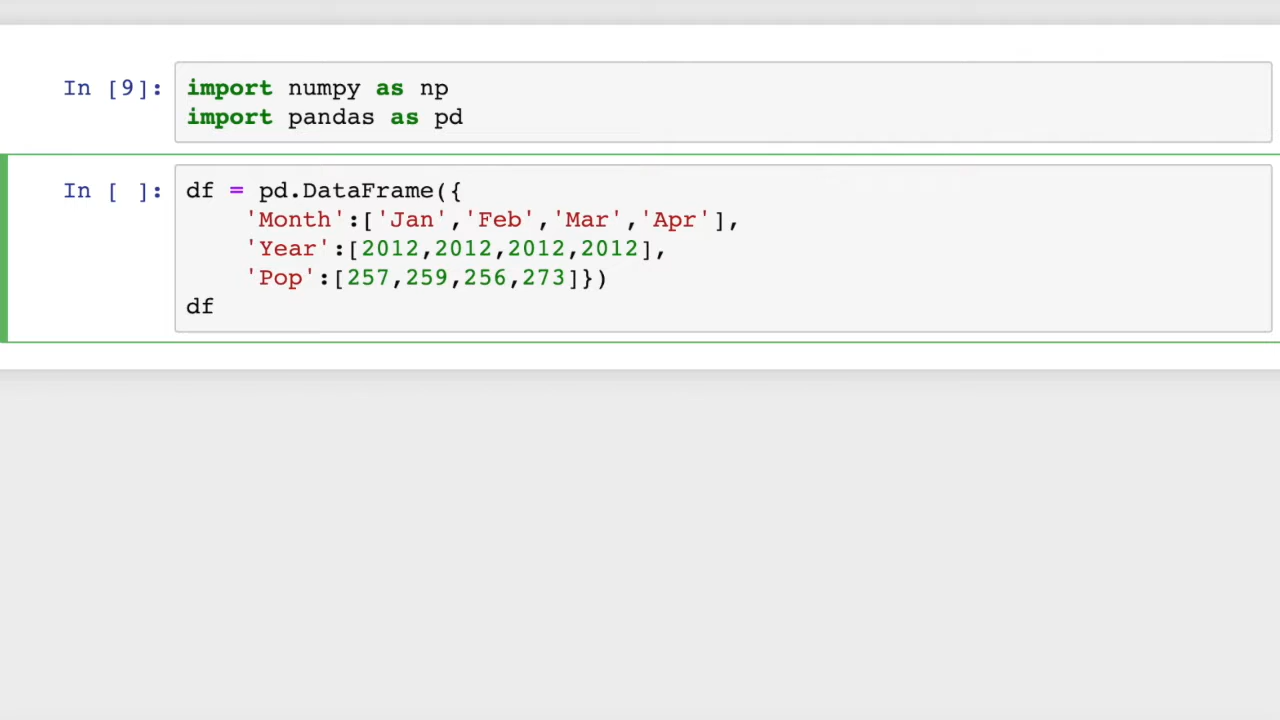 In [9]: import numpy as np
import pandas as pd
In [ ]: df = pd.DataFrame({
'Month':['Jan','Feb','Mar','Apr'],
'Year':[2012,2012,2012,2012],
'Pop':[257,259,256,273]})
df